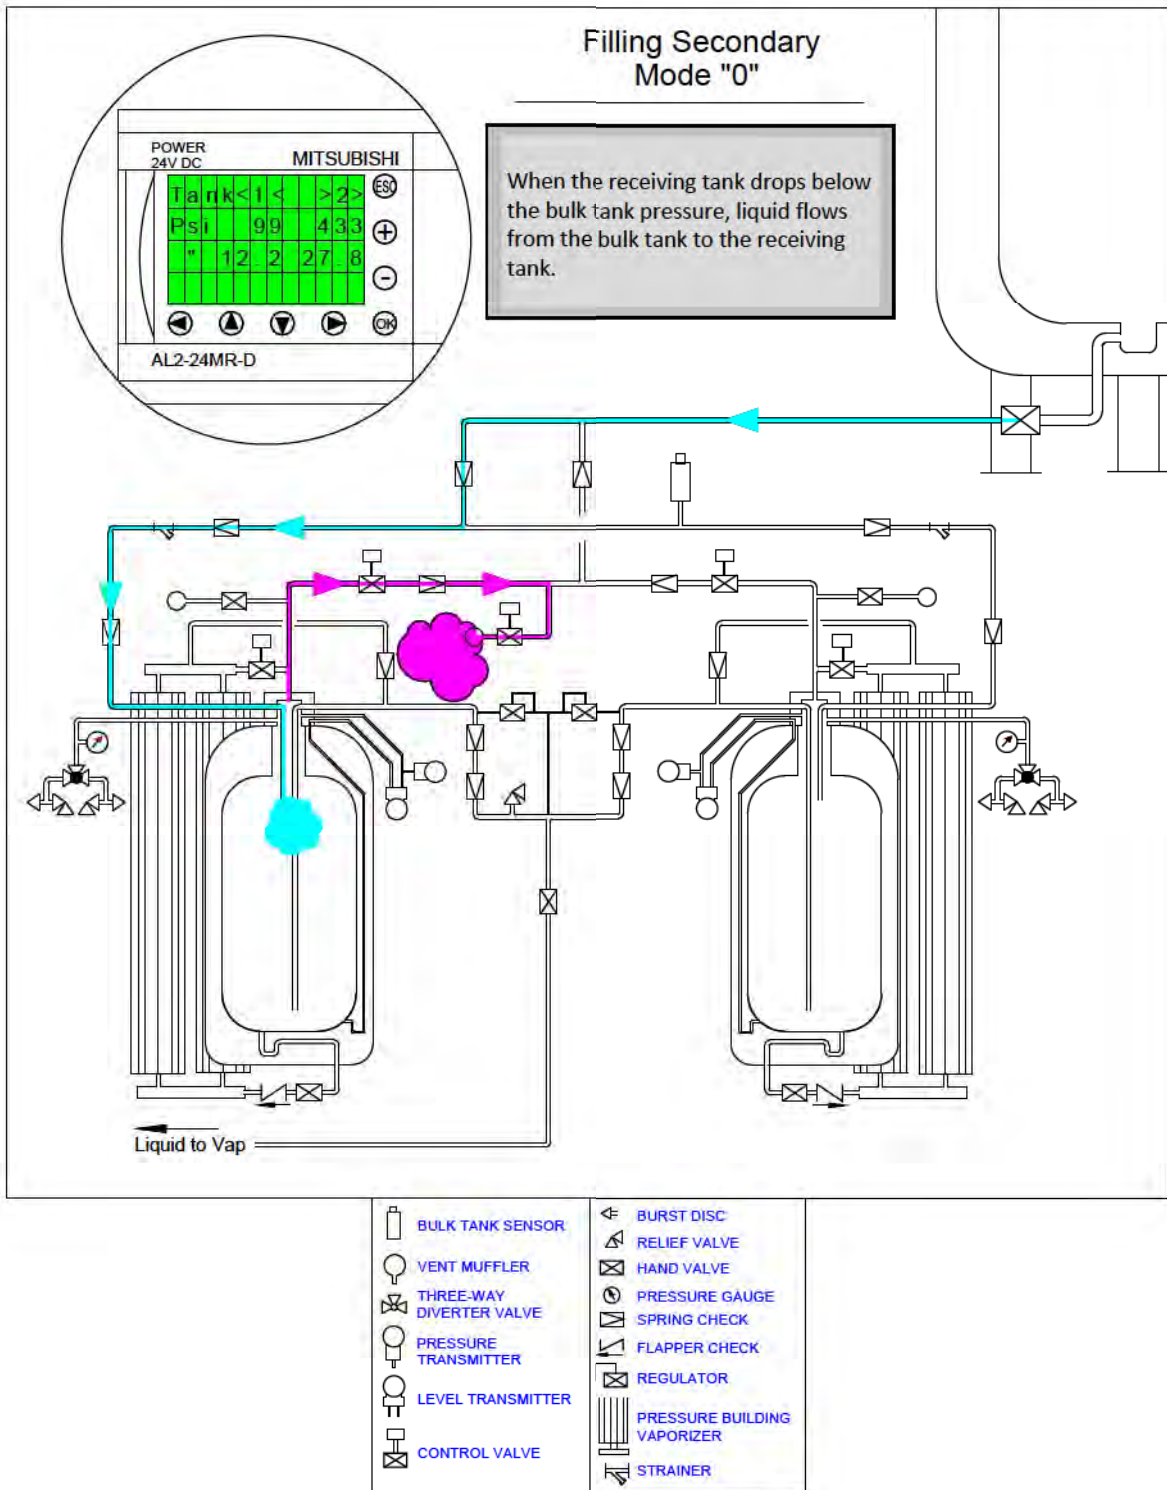 Filling Secondary
Mode "0"
When the receiving tank drops below
the bulk tank pressure, liquid flows
from the bulk tank to the receiving
tank.
POWER
24V DC
MITSUBISHI
Tank<1< >2>
Psi 99 433
" 12.2 27.8
ESC
+
-
OK
AL2-24MR-D
Liquid to Vap
BULK TANK SENSOR
VENT MUFFLER
THREE-WAY
DIVERTER VALVE
PRESSURE
TRANSMITTER
LEVEL TRANSMITTER
CONTROL VALVE
BURST DISC
RELIEF VALVE
HAND VALVE
PRESSURE GAUGE
SPRING CHECK
FLAPPER CHECK
REGULATOR
PRESSURE BUILDING
VAPORIZER
STRAINER